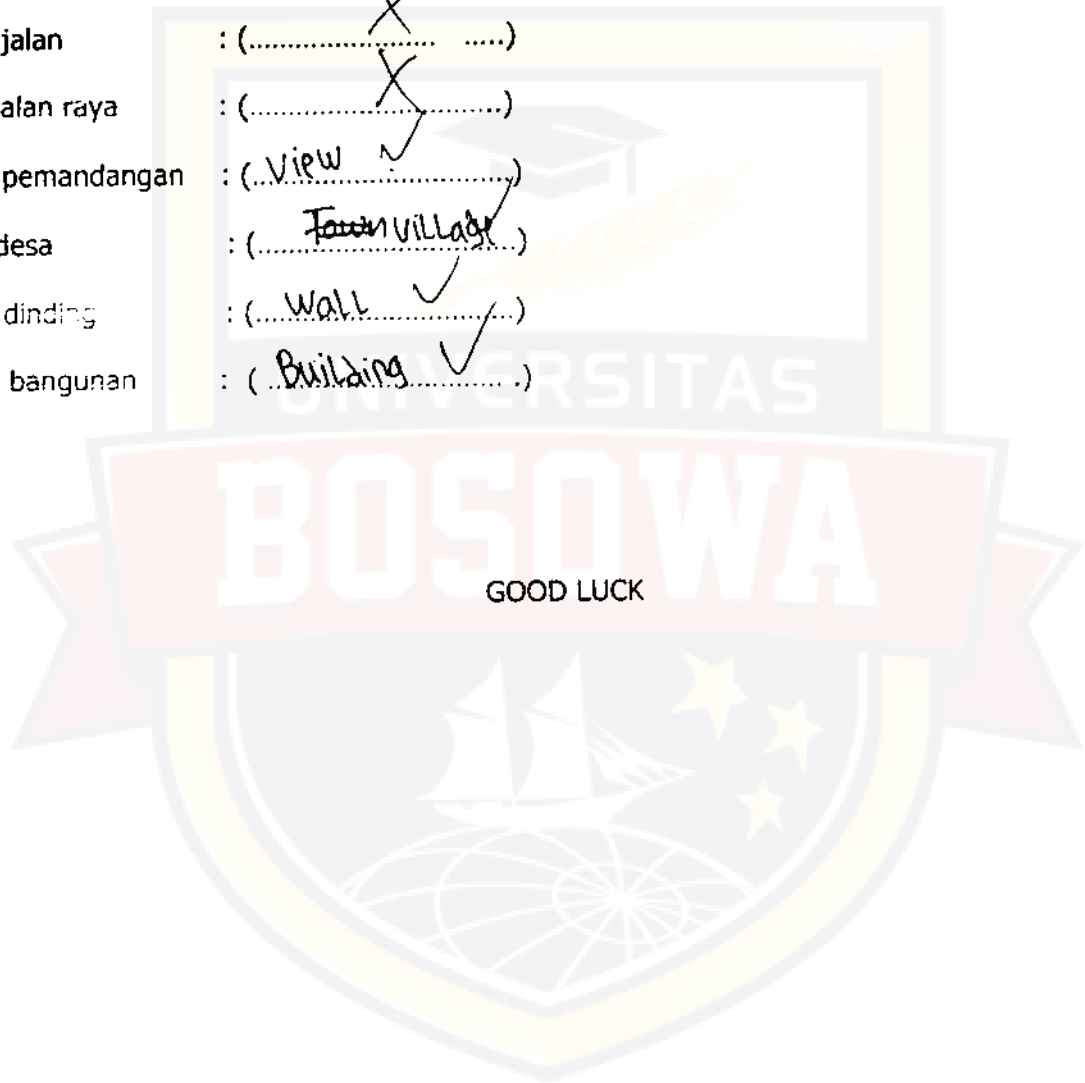 jalan : (...........................)
alan raya : (...........................)
pemandangan : (..View...........................)
desa : (........Town village...)
dinding : (....Wall...........................)
bangunan : ( ..Building...............)
UNIVERSITAS
BOSOWA
GOOD LUCK